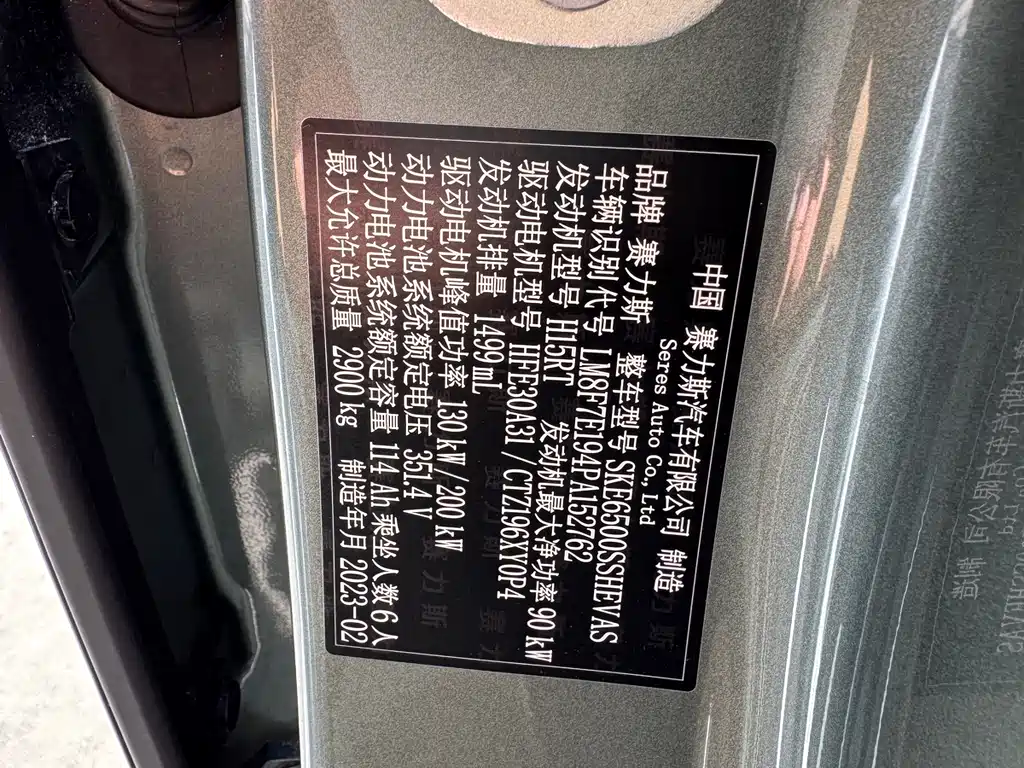 中国 赛力斯汽车有限公司 制造
Seres Auto Co., Ltd
品牌 赛力斯 整车型号 SKE6500SSSHEVAS
车辆识别代号 LM8F7E194PA152762
发动机型号 H15RT 发动机最大净功率 90 kW
驱动电机型号 HFE30A31 / CTZ196XY0P4
发动机排量 1499 mL
驱动电机峰值功率 130 kW/200 kW
动力电池系统额定电压 351.4 V
动力电池系统额定容量 114 Ah 乘坐人数 6 人
最大允许总质量 2900 kg 制造年月 2023-02